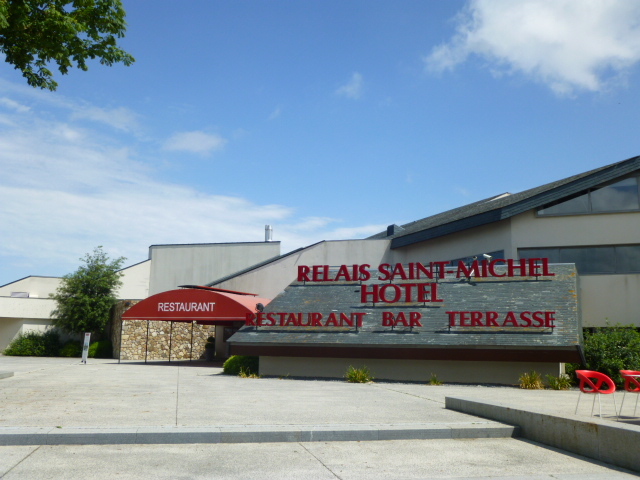 RELAIS SAINT-MICHEL
HOTEL
RESTAURANT BAR TERRASSE
RESTAURANT